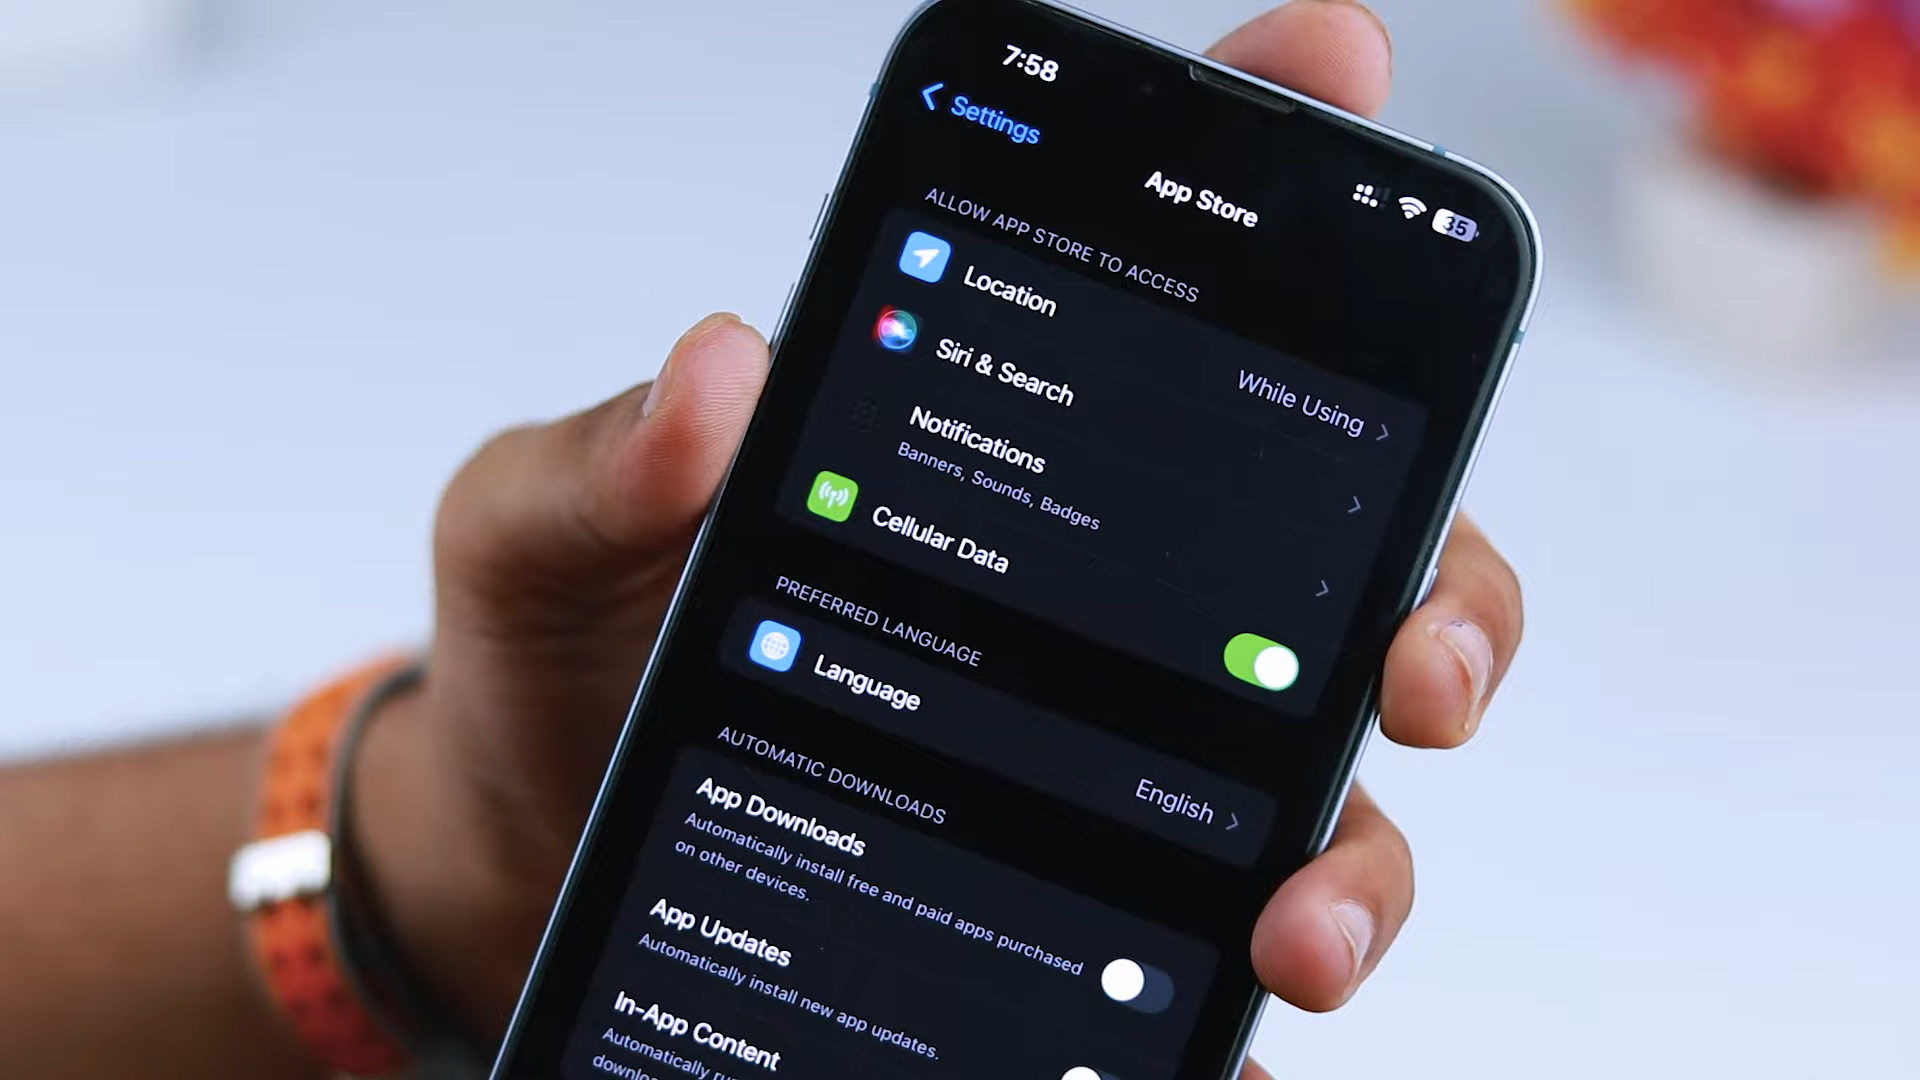 7:58
35
Settings
App Store
ALLOW APP STORE TO ACCESS
Location
While Using
Siri & Search
Notifications
Banners, Sounds, Badges
Cellular Data
PREFERRED LANGUAGE
Language
English
AUTOMATIC DOWNLOADS
App Downloads
Automatically install free and paid apps purchased
on other devices.
App Updates
Automatically install new app updates.
In-App Content
Automatically